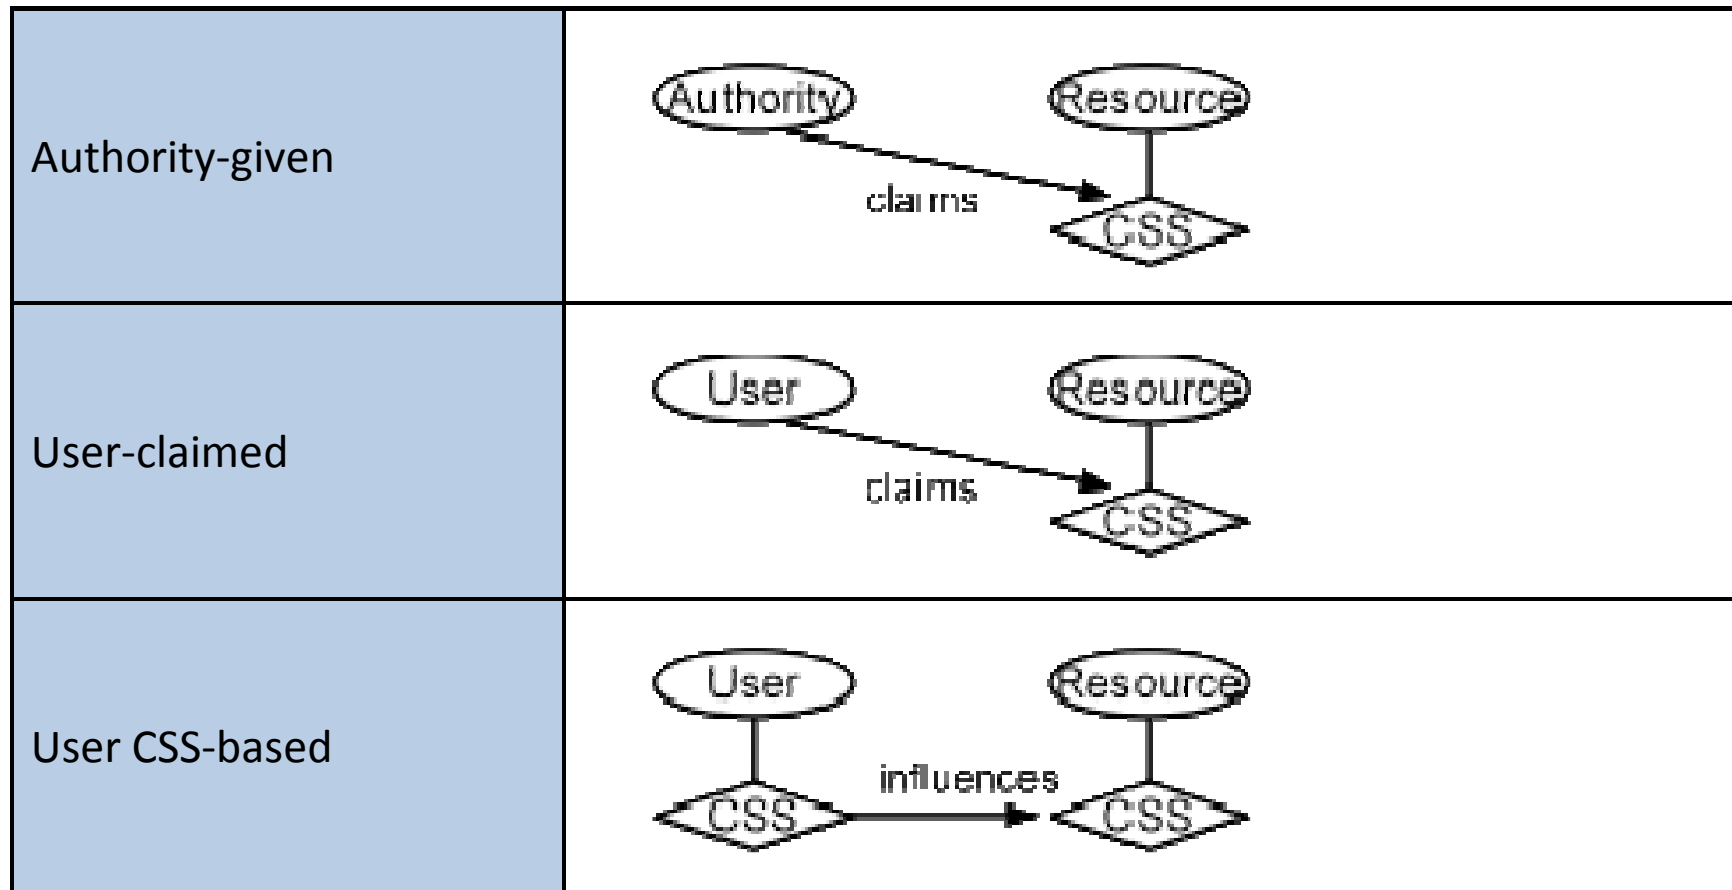 Authority-given
Authority
Resource
claims
CSS
User-claimed
User
Resource
claims
CSS
User CSS-based
User
Resource
influences
CSS
CSS